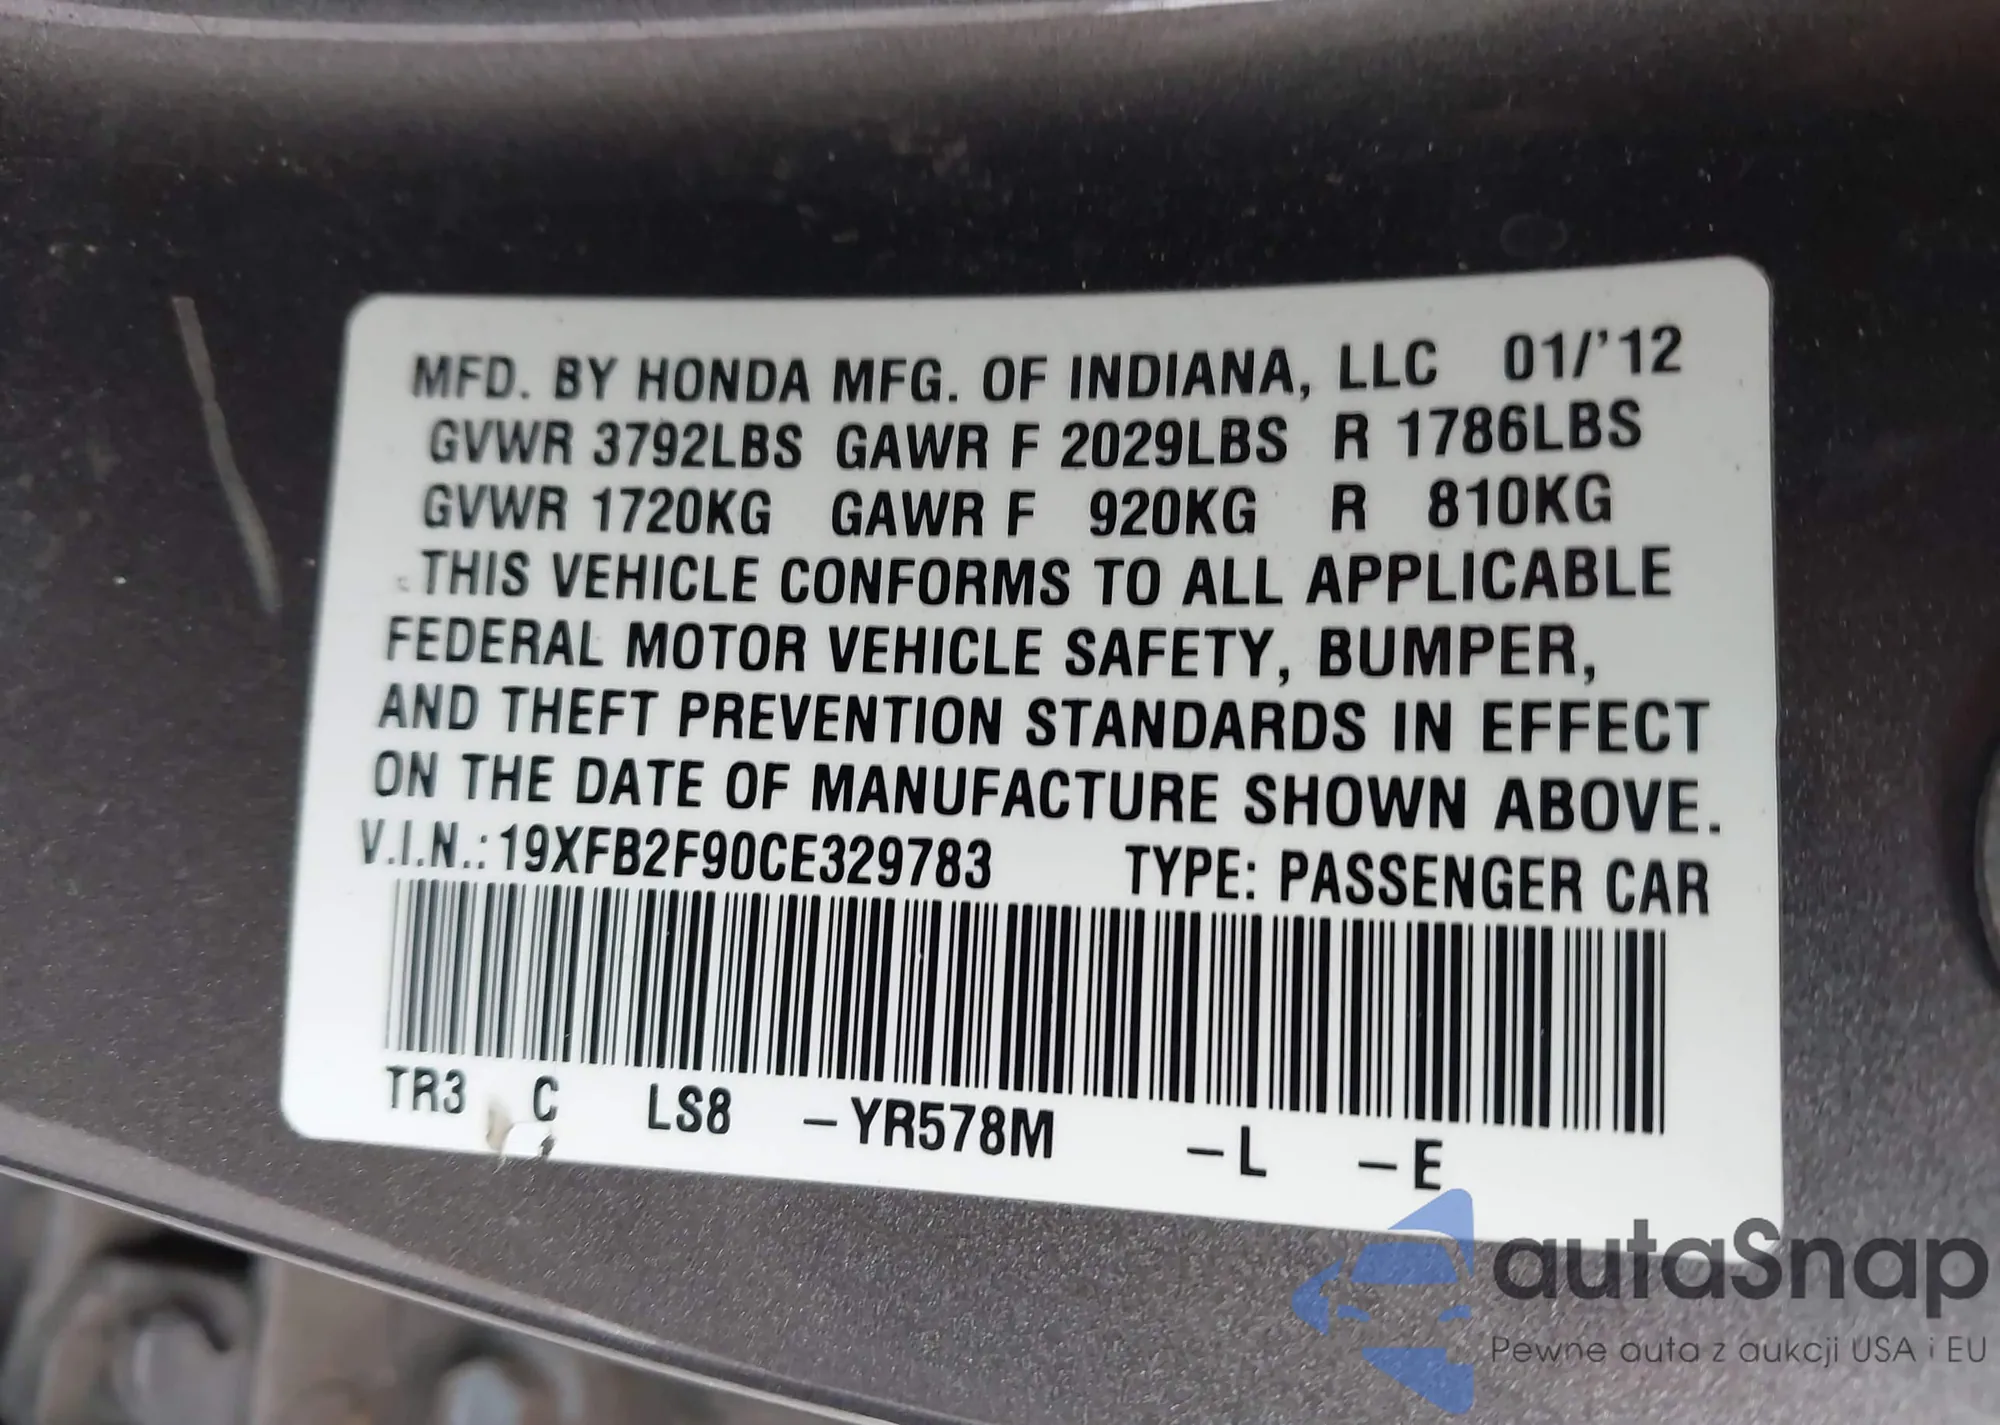 MFD. BY HONDA MFG. OF INDIANA, LLC 01/'12
GVWR 3792LBS GAWR F 2029LBS R 1786LBS
GVWR 1720KG GAWR F 920KG R 810KG
THIS VEHICLE CONFORMS TO ALL APPLICABLE
FEDERAL MOTOR VEHICLE SAFETY, BUMPER,
AND THEFT PREVENTION STANDARDS IN EFFECT
ON THE DATE OF MANUFACTURE SHOWN ABOVE.
V.I.N.: 19XFB2F90CE329783 TYPE: PASSENGER CAR
TR3 C LS8 –YR578M –L –E
autaSnap
Pewne auta z aukcji USA i EU